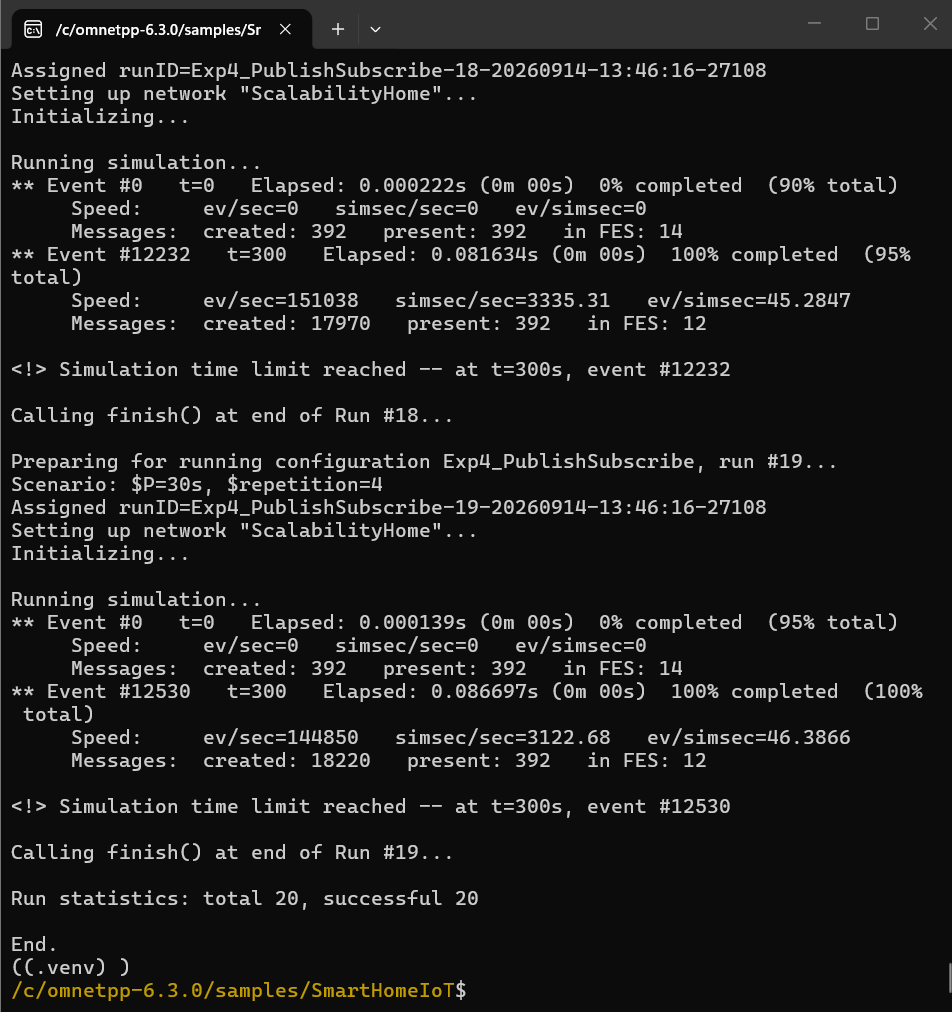 /c/omnetpp-6.3.0/samples/Sr
Assigned runID=Exp4_PublishSubscribe-18-20260914-13:46:16-27108
Setting up network "ScalabilityHome"...
Initializing...
Running simulation...
** Event #0   t=0   Elapsed: 0.000222s (0m 00s)  0% completed  (90% total)
     Speed:     ev/sec=0   simsec/sec=0   ev/simsec=0
     Messages:  created: 392   present: 392   in FES: 14
** Event #12232   t=300   Elapsed: 0.081634s (0m 00s)  100% completed  (95%
total)
     Speed:     ev/sec=151038   simsec/sec=3335.31   ev/simsec=45.2847
     Messages:  created: 17970   present: 392   in FES: 12
<!> Simulation time limit reached -- at t=300s, event #12232
Calling finish() at end of Run #18...
Preparing for running configuration Exp4_PublishSubscribe, run #19...
Scenario: $P=30s, $repetition=4
Assigned runID=Exp4_PublishSubscribe-19-20260914-13:46:16-27108
Setting up network "ScalabilityHome"...
Initializing...
Running simulation...
** Event #0   t=0   Elapsed: 0.000139s (0m 00s)  0% completed  (95% total)
     Speed:     ev/sec=0   simsec/sec=0   ev/simsec=0
     Messages:  created: 392   present: 392   in FES: 14
** Event #12530   t=300   Elapsed: 0.086697s (0m 00s)  100% completed  (100%
 total)
     Speed:     ev/sec=144850   simsec/sec=3122.68   ev/simsec=46.3866
     Messages:  created: 18220   present: 392   in FES: 12
<!> Simulation time limit reached -- at t=300s, event #12530
Calling finish() at end of Run #19...
Run statistics: total 20, successful 20
End.
((.venv) )
/c/omnetpp-6.3.0/samples/SmartHomeIoT$